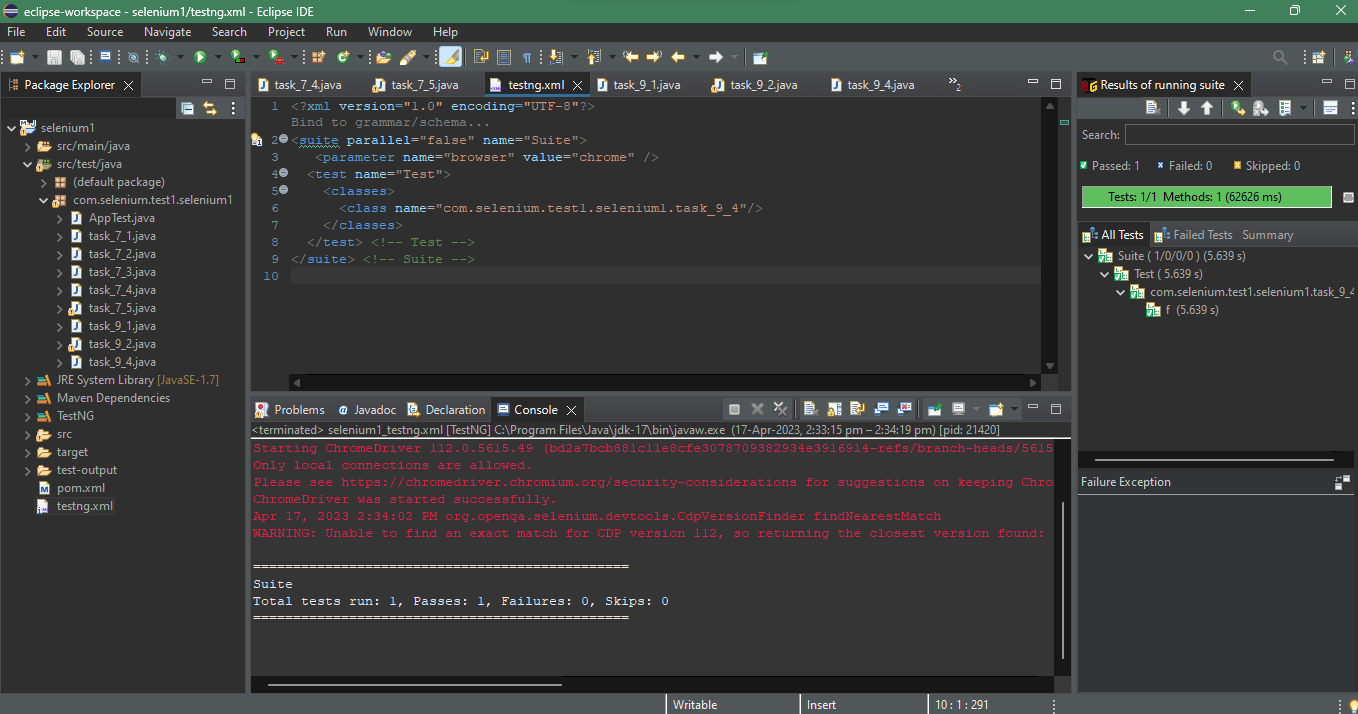 eclipse-workspace - selenium1/testng.xml - Eclipse IDE
File Edit Source Navigate Search Project Run Window Help
Package Explorer
selenium1
src/main/java
src/test/java
(default package)
com.selenium.test1.selenium1
AppTest.java
task_7_1.java
task_7_2.java
task_7_3.java
task_7_4.java
task_7_5.java
task_9_1.java
task_9_2.java
task_9_4.java
JRE System Library [JavaSE-1.7]
Maven Dependencies
TestNG
src
target
test-output
pom.xml
testng.xml
task_7_4.java task_7_5.java testng.xml task_9_1.java task_9_2.java task_9_4.java »2
1 <?xml version="1.0" encoding="UTF-8"?>
Bind to grammar/schema...
2 <suite parallel="false" name="Suite">
3 <parameter name="browser" value="chrome" />
4 <test name="Test">
5 <classes>
6 <class name="com.selenium.test1.selenium1.task_9_4"/>
7 </classes>
8 </test> <!-- Test -->
9 </suite> <!-- Suite -->
10
Problems Javadoc Declaration Console
<terminated> selenium1_testng.xml [TestNG] C:\Program Files\Java\jdk-17\bin\javaw.exe (17-Apr-2023, 2:33:15 pm – 2:34:19 pm) [pid: 21420]
Starting ChromeDriver 112.0.5615.49 (bd2a7bcb881c11e8cfe3078709382934e3916914-refs/branch-heads/5615
Only local connections are allowed.
Please see https://chromedriver.chromium.org/security-considerations for suggestions on keeping Chro
ChromeDriver was started successfully.
Apr 17, 2023 2:34:02 PM org.openqa.selenium.devtools.CdpVersionFinder findNearestMatch
WARNING: Unable to find an exact match for CDP version 112, so returning the closest version found:
===============================================
Suite
Total tests run: 1, Passes: 1, Failures: 0, Skips: 0
===============================================
Results of running suite
Search:
Passed: 1 Failed: 0 Skipped: 0
Tests: 1/1 Methods: 1 (62626 ms)
All Tests Failed Tests Summary
Suite ( 1/0/0/0 ) (5.639 s)
Test ( 5.639 s)
com.selenium.test1.selenium1.task_9_4
f (5.639 s)
Failure Exception
Writable Insert 10 : 1 : 291